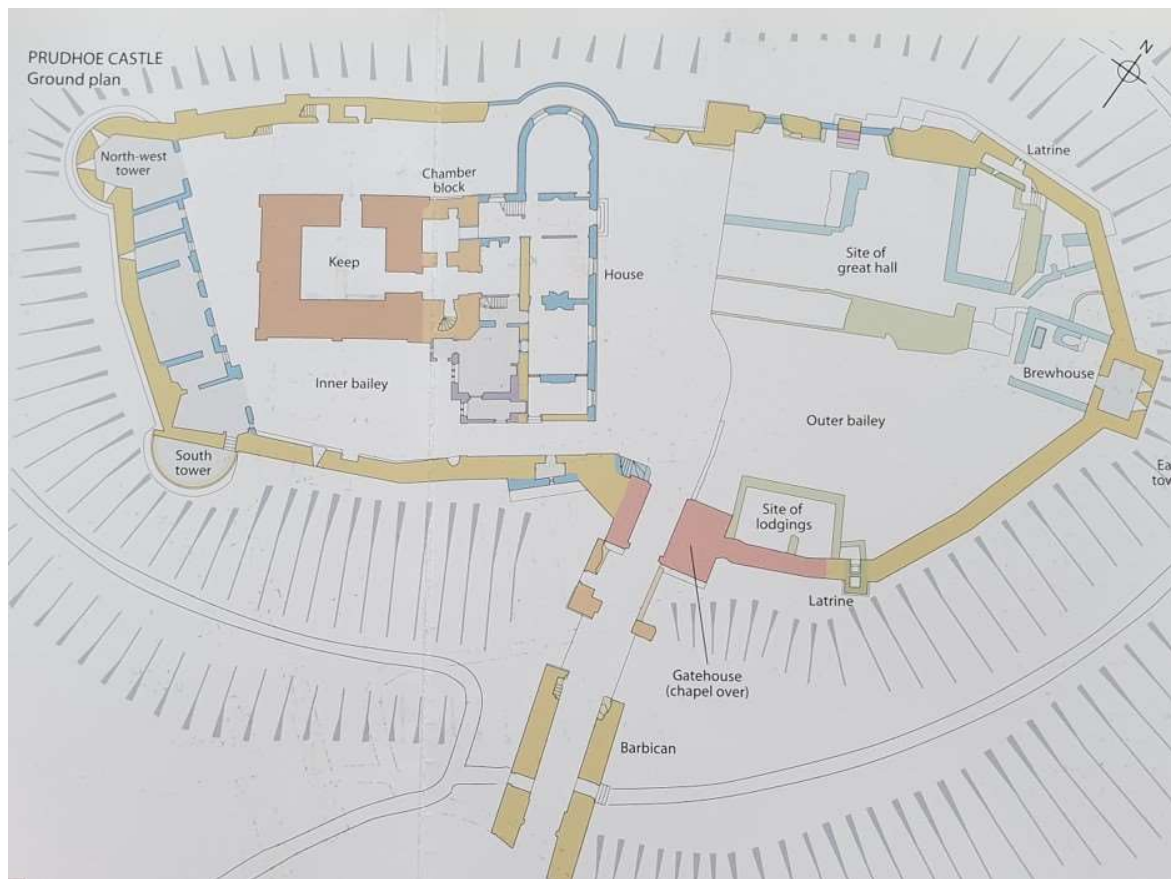 PRUDHOE CASTLE
Ground plan
N
North-west
tower
Chamber
block
Latrine
Keep
House
Site of
great hall
Inner bailey
Brewhouse
Outer bailey
South
tower
Site of
lodgings
Latrine
Gatehouse
(chapel over)
Barbican